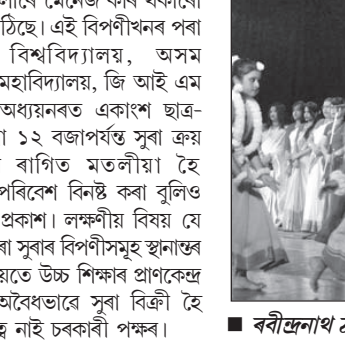 মেনেজ কৰি থকাৰো
ঠিছে। এই বিপণীখনৰ পৰা
বিশ্ববিদ্যালয়, অসম
মহাবিদ্যালয়, জি আই এম
অধ্যয়নৰত একাংশ ছাত্ৰ-
১২ বজাপৰ্যন্ত সুৰা ক্ৰয়
ৰাগিত মতলীয়া হৈ
পৰিবেশ বিনষ্ট কৰা বুলিও
প্ৰকাশ। লক্ষণীয় বিষয় যে
ৰা সুৰাৰ বিপণীসমূহ স্থানান্তৰ
য়তে উচ্চ শিক্ষাৰ প্ৰাণকেন্দ্ৰ
অবৈধভাৱে সুৰা বিক্ৰী হৈ
ত্ব নাই চৰকাৰী পক্ষৰ।
■ ৰবীন্দ্ৰনাথ